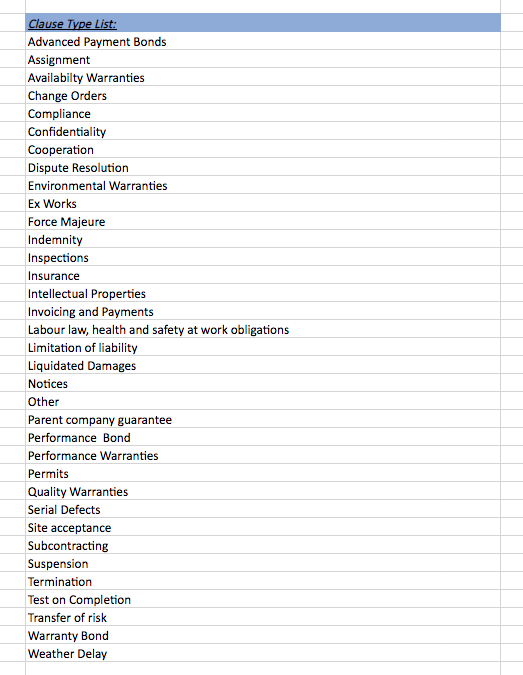 Clause Type List:
Advanced Payment Bonds
Assignment
Availabilty Warranties
Change Orders
Compliance
Confidentiality
Cooperation
Dispute Resolution
Environmental Warranties
Ex Works
Force Majeure
Indemnity
Inspections
Insurance
Intellectual Properties
Invoicing and Payments
Labour law, health and safety at work obligations
Limitation of liability
Liquidated Damages
Notices
Other
Parent company guarantee
Performance  Bond
Performance Warranties
Permits
Quality Warranties
Serial Defects
Site acceptance
Subcontracting
Suspension
Termination
Test on Completion
Transfer of risk
Warranty Bond
Weather Delay